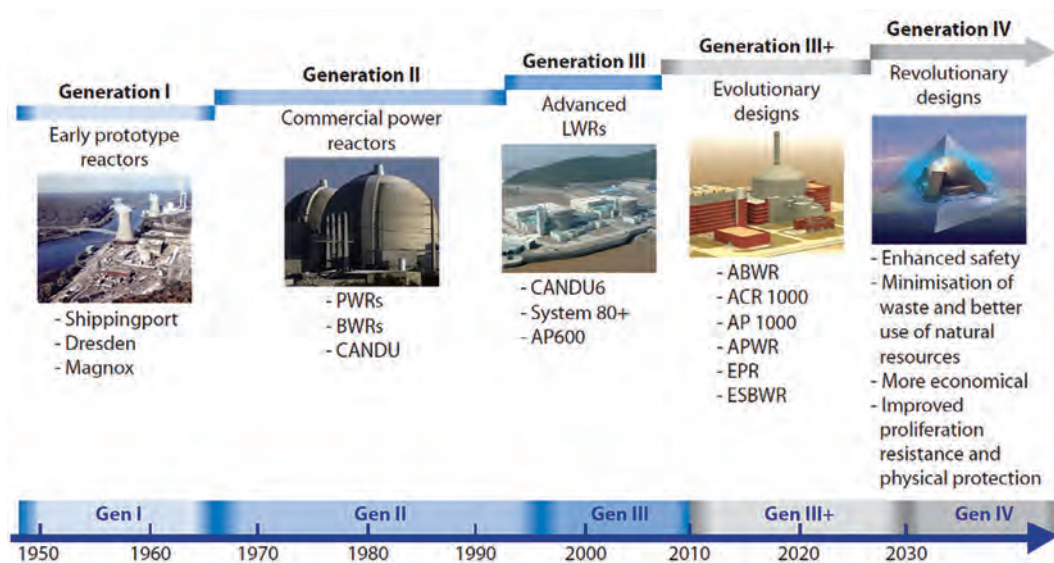 Generation I
Early prototype
reactors
- Shippingport
- Dresden
- Magnox
Generation II
Commercial power
reactors
- PWRs
- BWRs
- CANDU
Generation III
Advanced
LWRs
- CANDU6
- System 80+
- AP600
Generation III+
Evolutionary
designs
- ABWR
- ACR 1000
- AP 1000
- APWR
- EPR
- ESBWR
Generation IV
Revolutionary
designs
- Enhanced safety
- Minimisation of
waste and better
use of natural
resources
- More economical
- Improved
proliferation
resistance and
physical protection
Gen I
Gen II
Gen III
Gen III+
Gen IV
1950
1960
1970
1980
1990
2000
2010
2020
2030